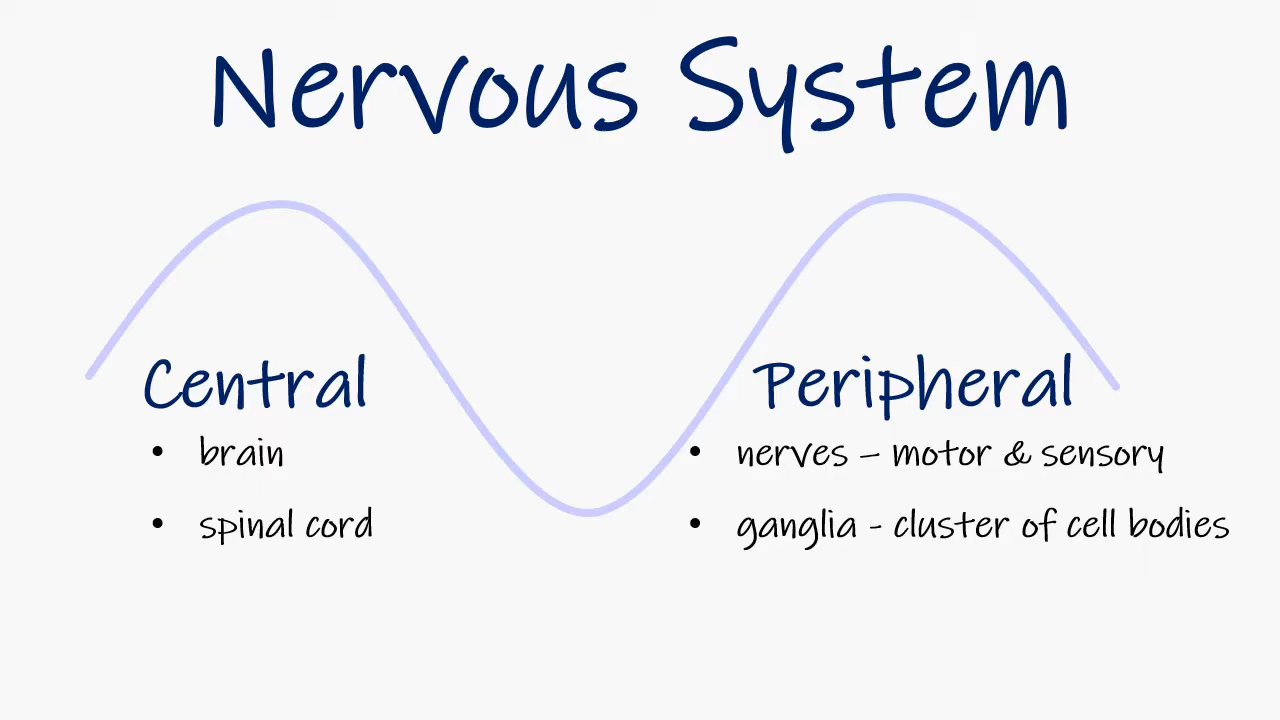 Nervous System
Central
• brain
• spinal cord
Peripheral
• nerves – motor & sensory
• ganglia - cluster of cell bodies